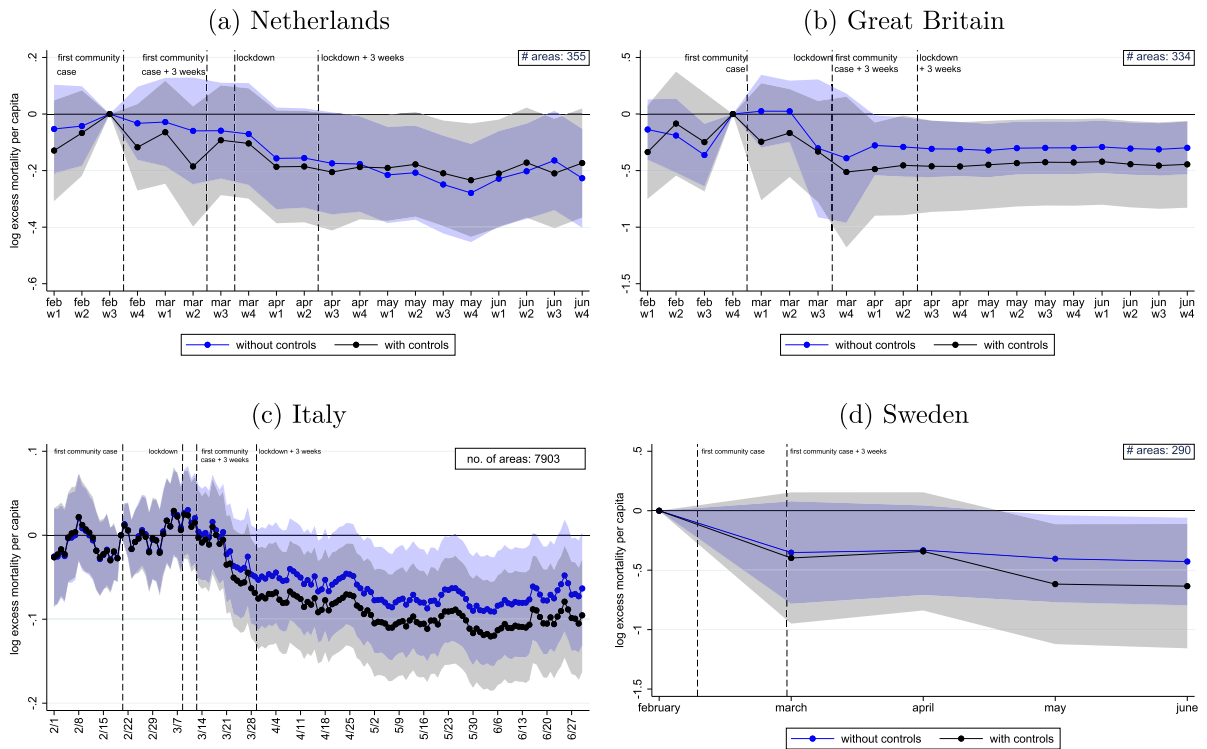 (a) Netherlands
log excess mortality per capita
.2
0
-.2
-.4
-.6
first community
case
first community
case + 3 weeks
lockdown
lockdown + 3 weeks
# areas: 355
feb w1
feb w2
feb w3
feb w4
mar w1
mar w2
mar w3
mar w4
apr w1
apr w2
apr w3
apr w4
may w1
may w2
may w3
may w4
jun w1
jun w2
jun w3
jun w4
without controls
with controls
(b) Great Britain
log excess mortality per capita
.5
0
-.5
-1
-1.5
first community
case
lockdown
first community
case + 3 weeks
lockdown
+ 3 weeks
# areas: 334
feb w1
feb w2
feb w3
feb w4
mar w1
mar w2
mar w3
mar w4
apr w1
apr w2
apr w3
apr w4
may w1
may w2
may w3
may w4
jun w1
jun w2
jun w3
jun w4
without controls
with controls
(c) Italy
log excess mortality per capita
.1
0
-.1
-.2
first community case
lockdown
first community
case + 3 weeks
lockdown + 3 weeks
no. of areas: 7903
2/1
2/8
2/15
2/22
2/29
3/7
3/14
3/21
3/28
4/4
4/11
4/18
4/25
5/2
5/9
5/16
5/23
5/30
6/6
6/13
6/20
6/27
(d) Sweden
log excess mortality per capita
.5
0
-.5
-1
-1.5
first community case
first community case + 3 weeks
# areas: 290
february
march
april
may
june
without controls
with controls